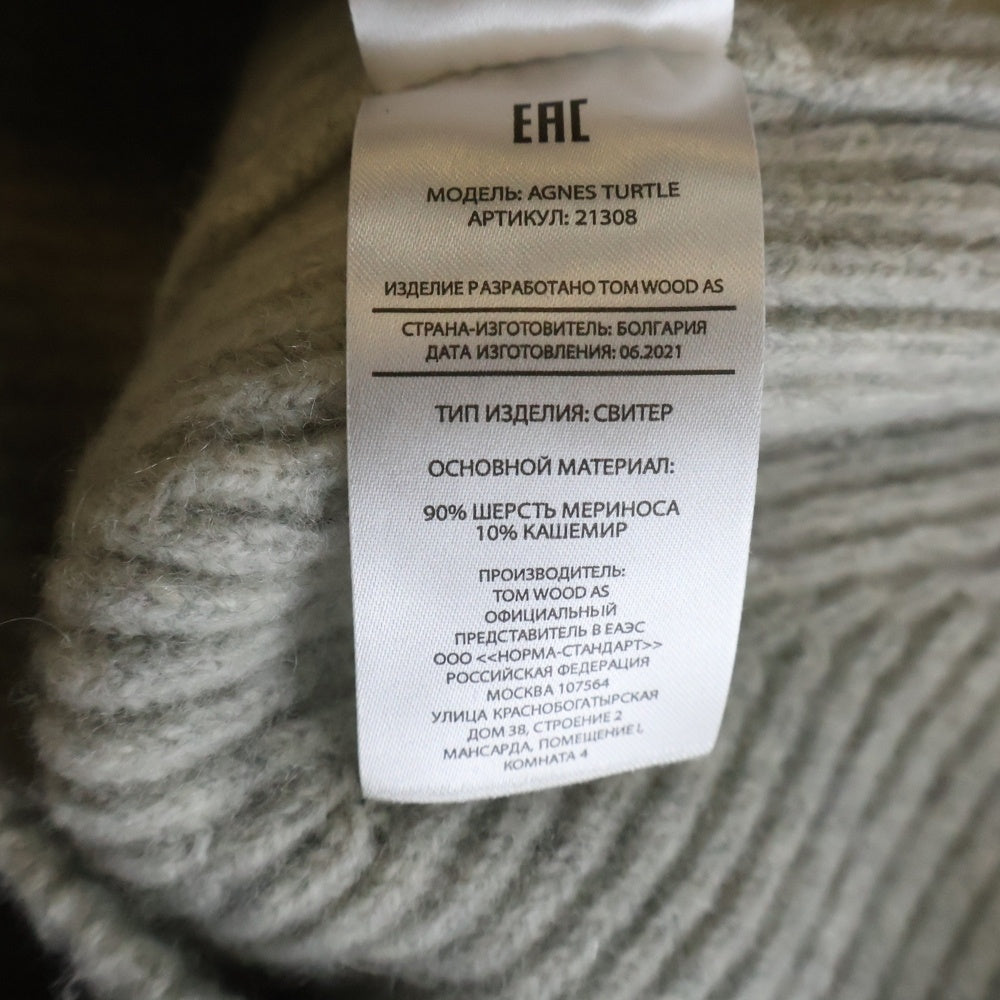 EAC
МОДЕЛЬ: AGNES TURTLE
АРТИКУЛ: 21308
ИЗДЕЛИЕ РАЗРАБОТАНО TOM WOOD AS
СТРАНА-ИЗГОТОВИТЕЛЬ: БОЛГАРИЯ
ДАТА ИЗГОТОВЛЕНИЯ: 06.2021
ТИП ИЗДЕЛИЯ: СВИТЕР
ОСНОВНОЙ МАТЕРИАЛ:
90% ШЕРСТЬ МЕРИНОСА
10% КАШЕМИР
ПРОИЗВОДИТЕЛЬ:
TOM WOOD AS
ОФИЦИАЛЬНЫЙ
ПРЕДСТАВИТЕЛЬ В ЕАЭС
ООО <<НОРМА-СТАНДАРТ>>
РОССИЙСКАЯ ФЕДЕРАЦИЯ
МОСКВА 107564
УЛИЦА КРАСНОБОГАТЫРСКАЯ
ДОМ 38, СТРОЕНИЕ 2
МАНСАРДА, ПОМЕЩЕНИЕ I,
КОМНАТА 4